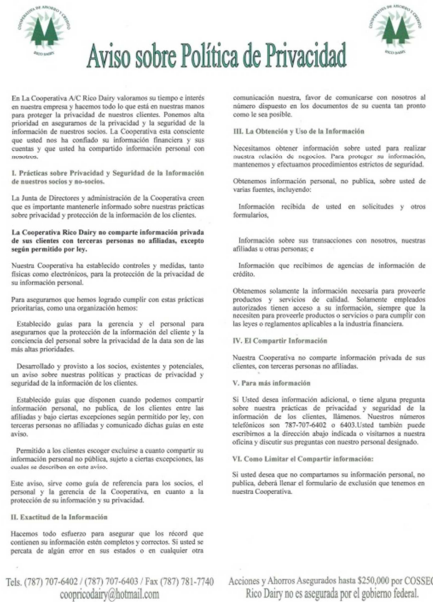 COOPERATIVA DE AHORRO Y CREDITO
RICO DAIRY
COOPERATIVA DE AHORRO Y CREDITO
RICO DAIRY
Aviso sobre Política de Privacidad
En La Cooperativa A/C Rico Dairy valoramos su tiempo e interés
en nuestra empresa y hacemos todo lo que está en nuestras manos
para proteger la privacidad de nuestros clientes. Ponemos alta
prioridad en aseguramos de la privacidad y la seguridad de la
información de nuestros socios. La Cooperativa esta consciente
que usted nos ha confiado su información financiera y sus
cuentas y que usted ha compartido información personal con
nosotros.
I. Prácticas sobre Privacidad y Seguridad de la Información
de nuestros socios y no-socios.
La Junta de Directores y administración de la Cooperativa creen
que es importante mantenerle informado sobre nuestras prácticas
sobre privacidad y protección de la información de los clientes.
La Cooperativa Rico Dairy no comparte información privada
de sus clientes con terceras personas no afiliadas, excepto
según permitido por ley.
Nuestra Cooperativa ha establecido controles y medidas, tanto
físicas como electrónicos, para la protección de la privacidad de
su información personal.
Para asegurarnos que hemos logrado cumplir con estas prácticas
prioritarias, como una organización hemos:
Establecido guías para la gerencia y el personal para
asegurarnos que la protección de la información del cliente y la
conciencia del personal sobre la privacidad de la data son de las
más altas prioridades.
Desarrollado y provisto a los socios, existentes y potenciales,
un aviso sobre nuestras políticas y practicas de privacidad y
seguridad de la información de los clientes.
Establecido guías que disponen cuando podemos compartir
información personal, no publica, de los clientes entre las
afiliadas y bajo ciertas excepciones según permitido por ley, con
terceras personas no afiliadas y comunicado dichas guías en este
aviso.
Permitido a los clientes escoger excluirse a cuanto compartir su
información personal no pública, sujeto a ciertas excepciones, las
cuales se describen en este aviso.
Este aviso, sirve como guía de referencia para los socios, el
personal y la gerencia de la Cooperativa, en cuanto a la
protección de su información y su privacidad.
II. Exactitud de la Información
Hacemos todo esfuerzo para asegurar que los récord que
contienen su información estén completos y correctos. Si usted se
percata de algún error en sus estados o en cualquier otra
comunicación nuestra, favor de comunicarse con nosotros al
número dispuesto en los documentos de su cuenta tan pronto
como le sea posible.
III. La Obtención y Uso de la Información
Necesitamos obtener información sobre usted para realizar
nuestra relación de negocios. Para proteger su información,
mantenemos y efectuamos procedimientos estrictos de seguridad.
Obtenemos información personal, no publica, sobre usted de
varias fuentes, incluyendo:
Información recibida de usted en solicitudes y otros
formularios,
Información sobre sus transacciones con nosotros, nuestras
afiliadas u otras personas; e
Información que recibimos de agencias de información de
crédito.
Obtenemos solamente la información necesaria para proveerle
productos y servicios de calidad. Solamente empleados
autorizados tienen acceso a su información, siempre que la
necesiten para proveerle productos o servicios o para cumplir con
las leyes o reglamentos aplicables a la industria financiera.
IV. El Compartir Información
Nuestra Cooperativa no comparte información privada de sus
clientes, con terceras personas no afiliadas.
V. Para más información
Si Usted desea información adicional, o tiene alguna pregunta
sobre nuestra prácticas de privacidad y seguridad de la
información de los clientes, llámenos. Nuestros números
telefónicos son 787-707-6402 o 6403.Usted también puede
escribirnos a la dirección abajo indicada o visitarnos a nuestra
oficina y discutir sus preguntas con nuestro personal designado.
VI. Como Limitar el Compartir información:
Si usted desea que no compartamos su información personal, no
publica, deberá llenar el formulario de exclusión que tenemos en
nuestra Cooperativa.
Tels. (787) 707-6402 / (787) 707-6403 / Fax (787) 781-7740
coopricodairy@hotmail.com
Acciones y Ahorros Asegurados hasta $250,000 por COSSEC
Rico Dairy no es asegurada por el gobierno federal.